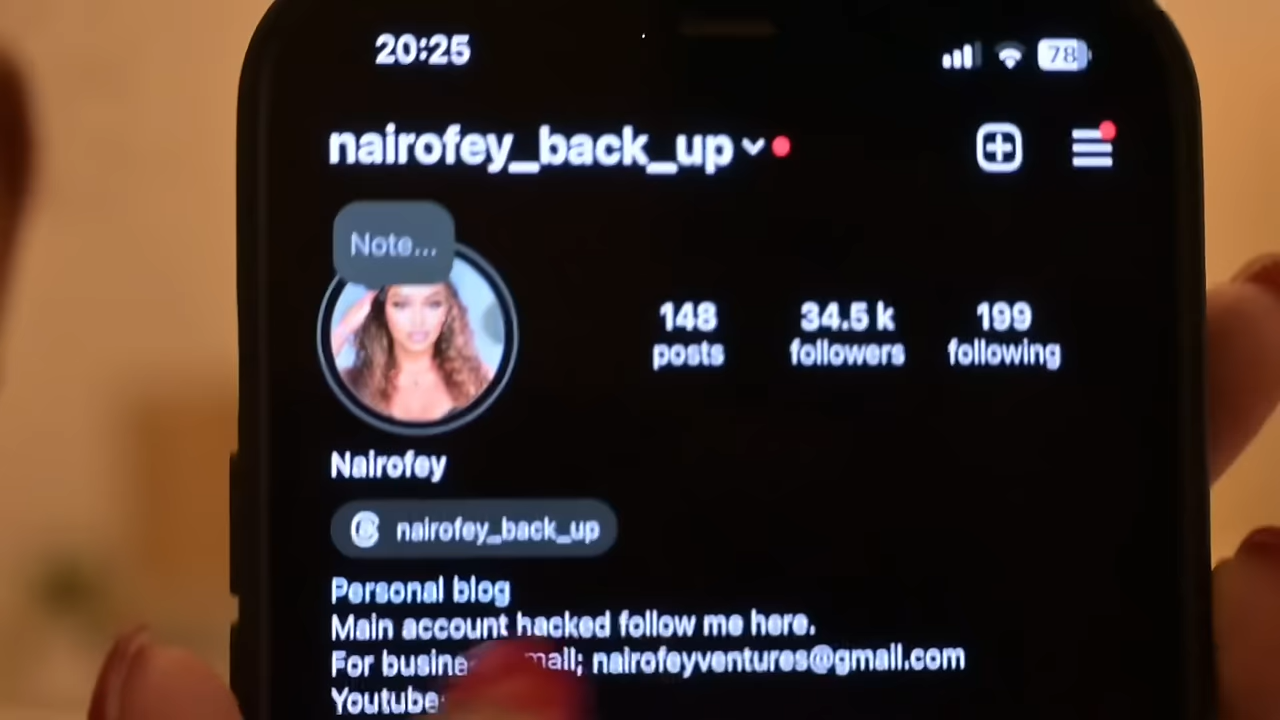 20:25
78
nairofey_back_up
Note...
148 posts
34.5 k followers
199 following
Nairofey
nairofey_back_up
Personal blog
Main account hacked follow me here.
For mail; nairofeyventures@gmail.com
Youtube